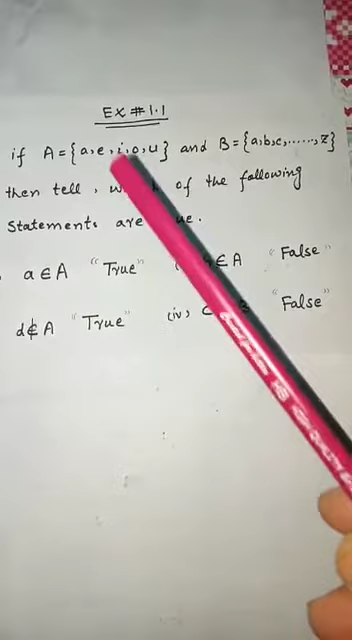 EX # 1.1
if A = {a,e,i,o,u} and B = {a,b,c,......,z}
then tell, of the following
Statements are
a ∈ A "True" ∈ A "False"
d ∉ A "True" (iv) "False"